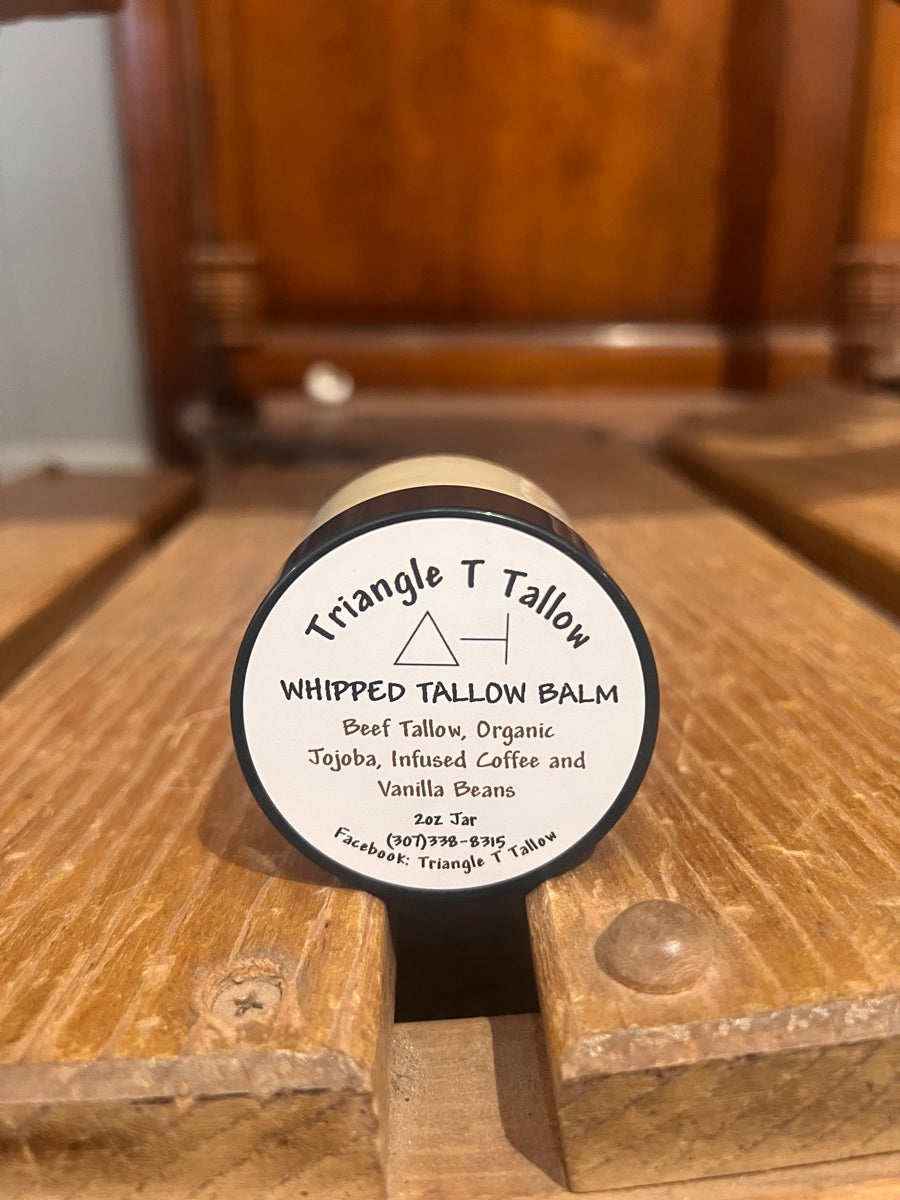 Triangle T Tallow
WHIPPED TALLOW BALM
Beef Tallow, Organic
Jojoba, Infused Coffee and
Vanilla Beans
2oz Jar
(307)338-8315
Facebook: Triangle T Tallow